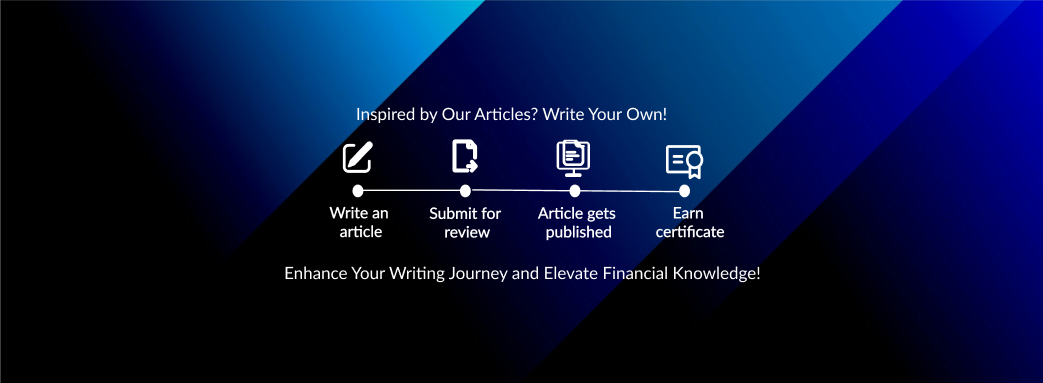 Inspired by Our Articles? Write Your Own!
Write an
article
Submit for
review
Article gets
published
Earn
certificate
Enhance Your Writing Journey and Elevate Financial Knowledge!